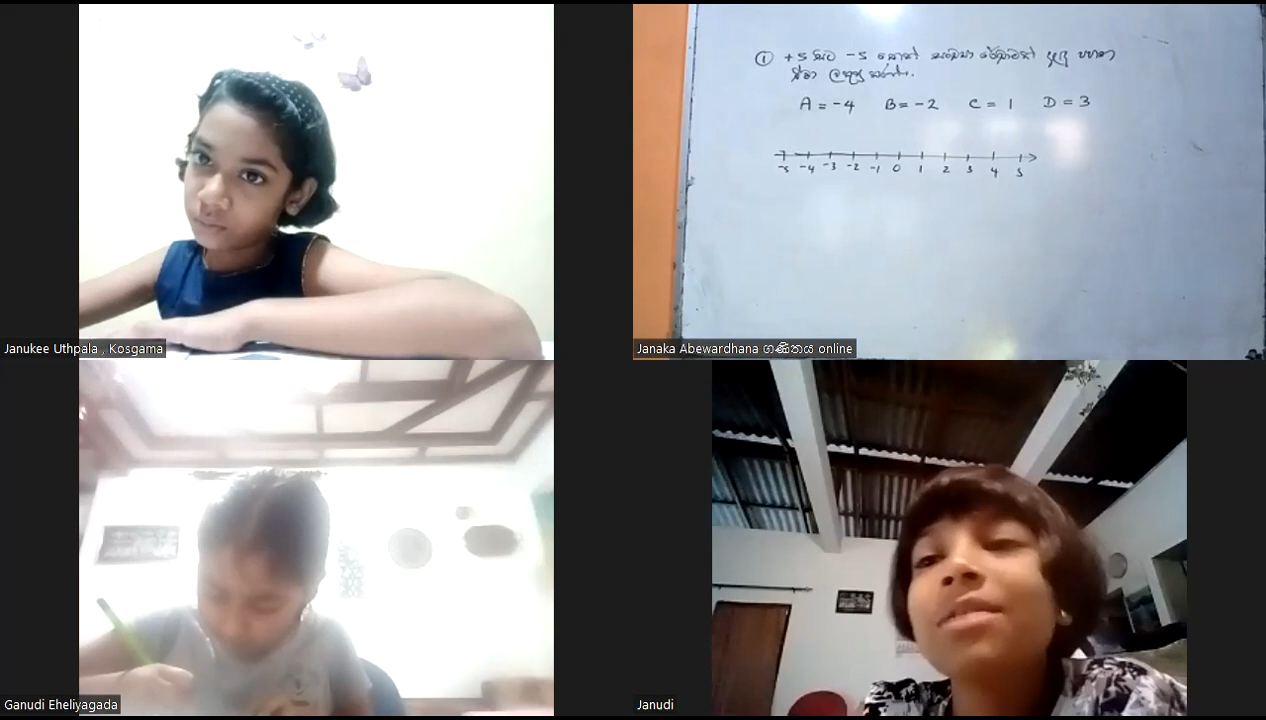 Janukee Uthpala , Kosgama
① +5 සිට -5 තෙක් සංඛ්‍යා රේඛාවක් ඇඳ පහත
ඒවා ලකුණු කරන්න.
A = -4 B = -2 C = 1 D = 3
-5 -4 -3 -2 -1 0 1 2 3 4 5
Janaka Abewardhana ගණිතය online
Ganudi Eheliyagada
Janudi